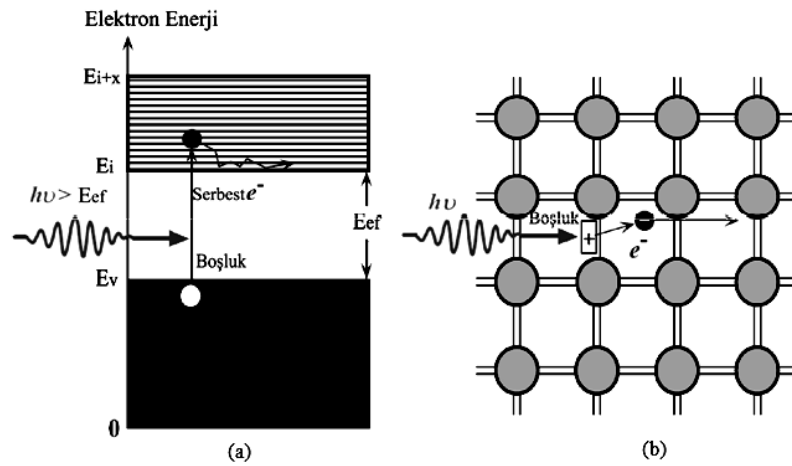 Elektron Enerji
Ei+x
Ei
hυ > Eef
Serbest e⁻
Eef
Boşluk
Ev
0
(a)
hυ
Boşluk
+
e⁻
(b)